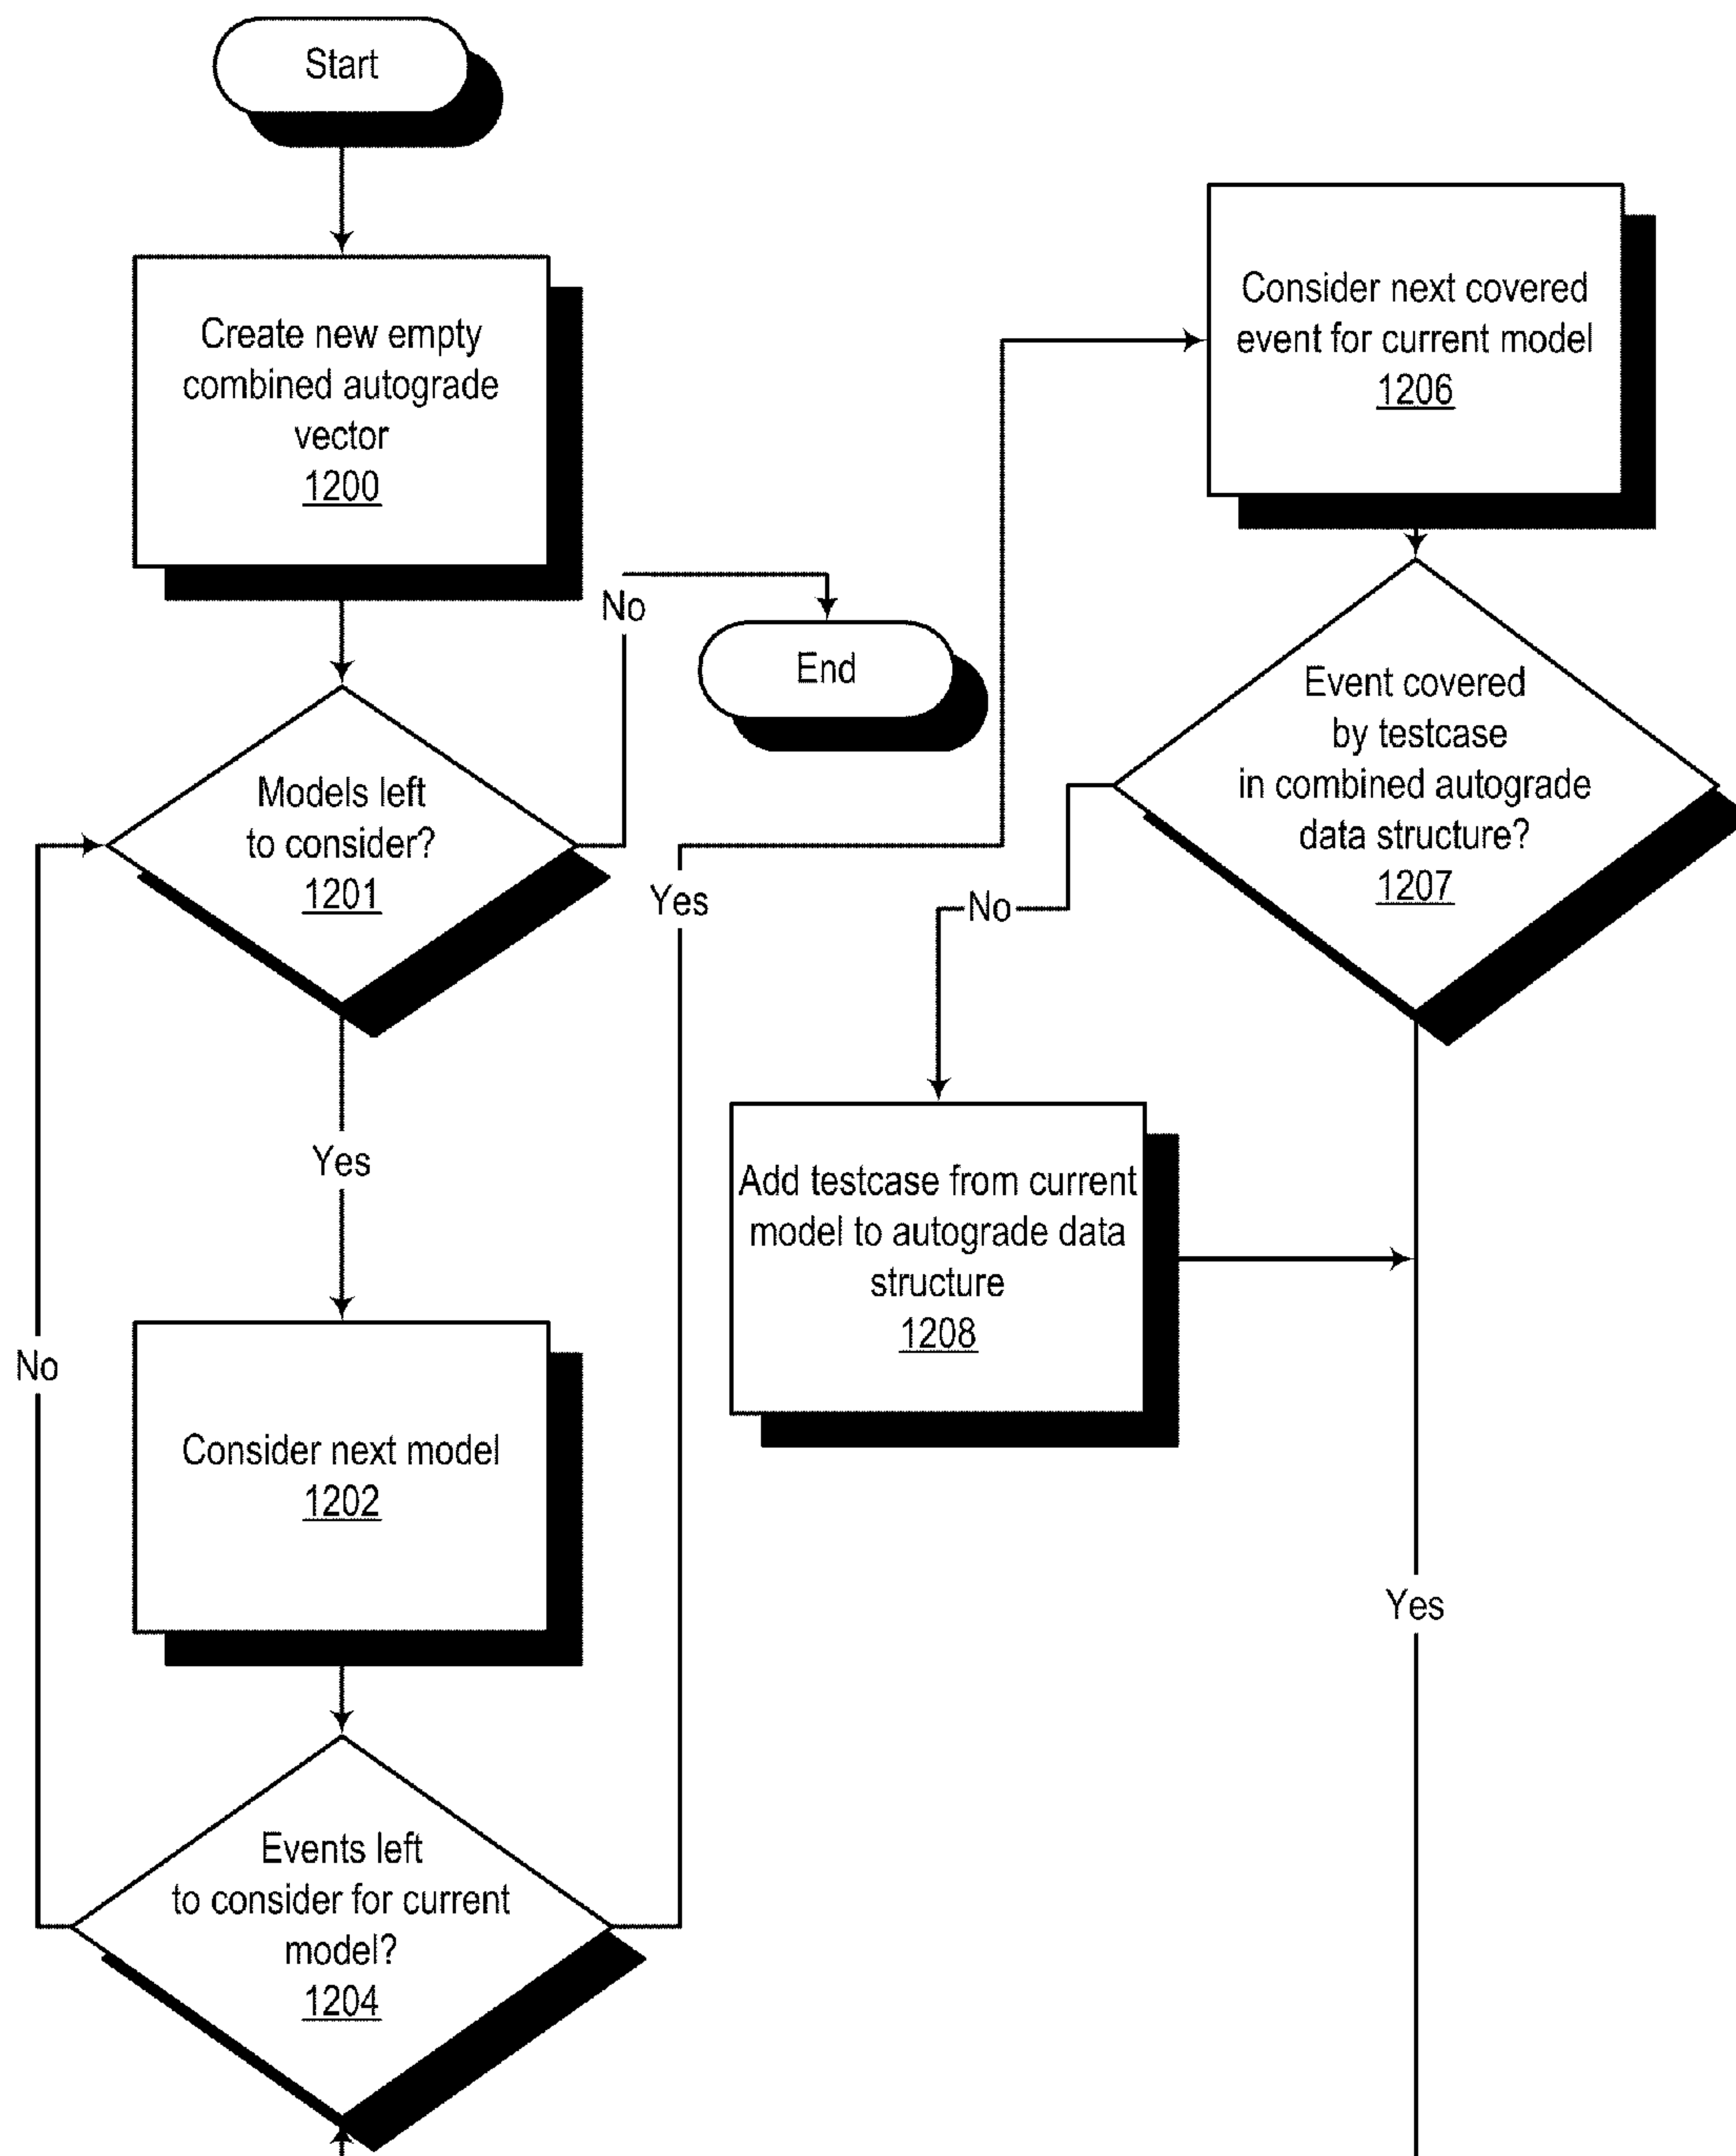 Start
Create new empty
combined autograde
vector
1200
No
End
Models left
to consider?
1201
Yes
Yes
No
Consider next model
1202
Events left
to consider for current
model?
1204
Consider next covered
event for current model
1206
Event covered
by testcase
in combined autograde
data structure?
1207
No
Add testcase from current
model to autograde data
structure
1208
Yes